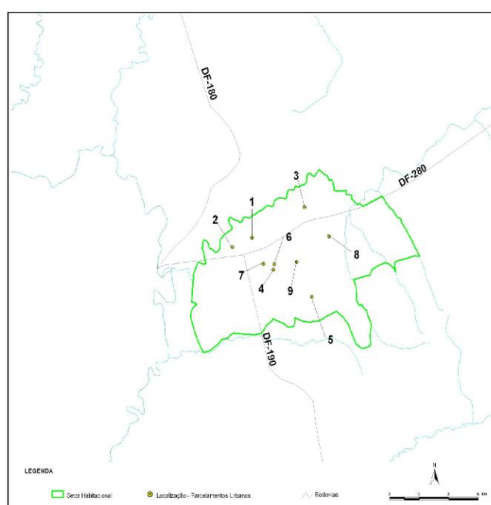 DF-180
3
DF-280
1
2
6
7
8
4
9
5
DF-190
LEGENDA
N
Setor Habitacional
Localização - Parcelamentos Urbanos
Rodovias